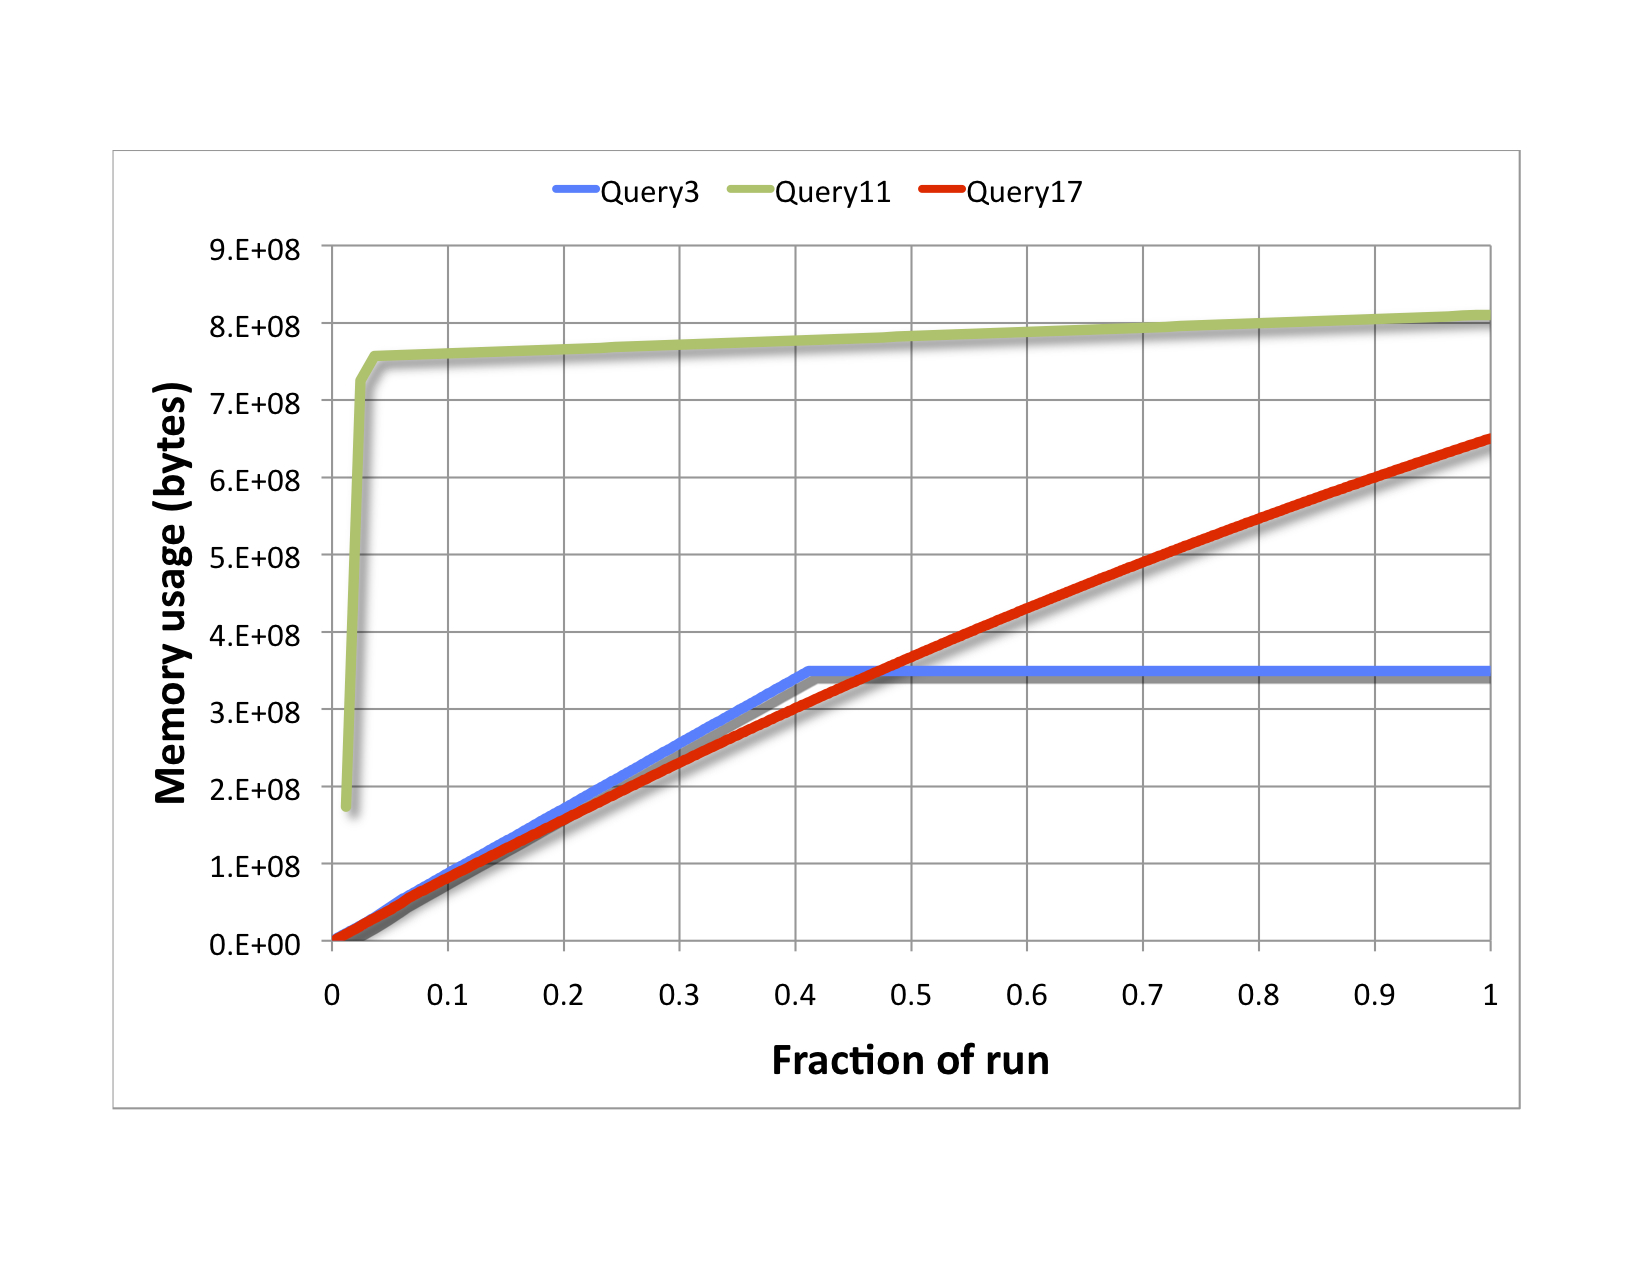 Query3 Query11 Query17
9.E+08
8.E+08
7.E+08
6.E+08
5.E+08
4.E+08
3.E+08
2.E+08
1.E+08
0.E+00
Memory usage (bytes)
0 0.1 0.2 0.3 0.4 0.5 0.6 0.7 0.8 0.9 1
Fraction of run